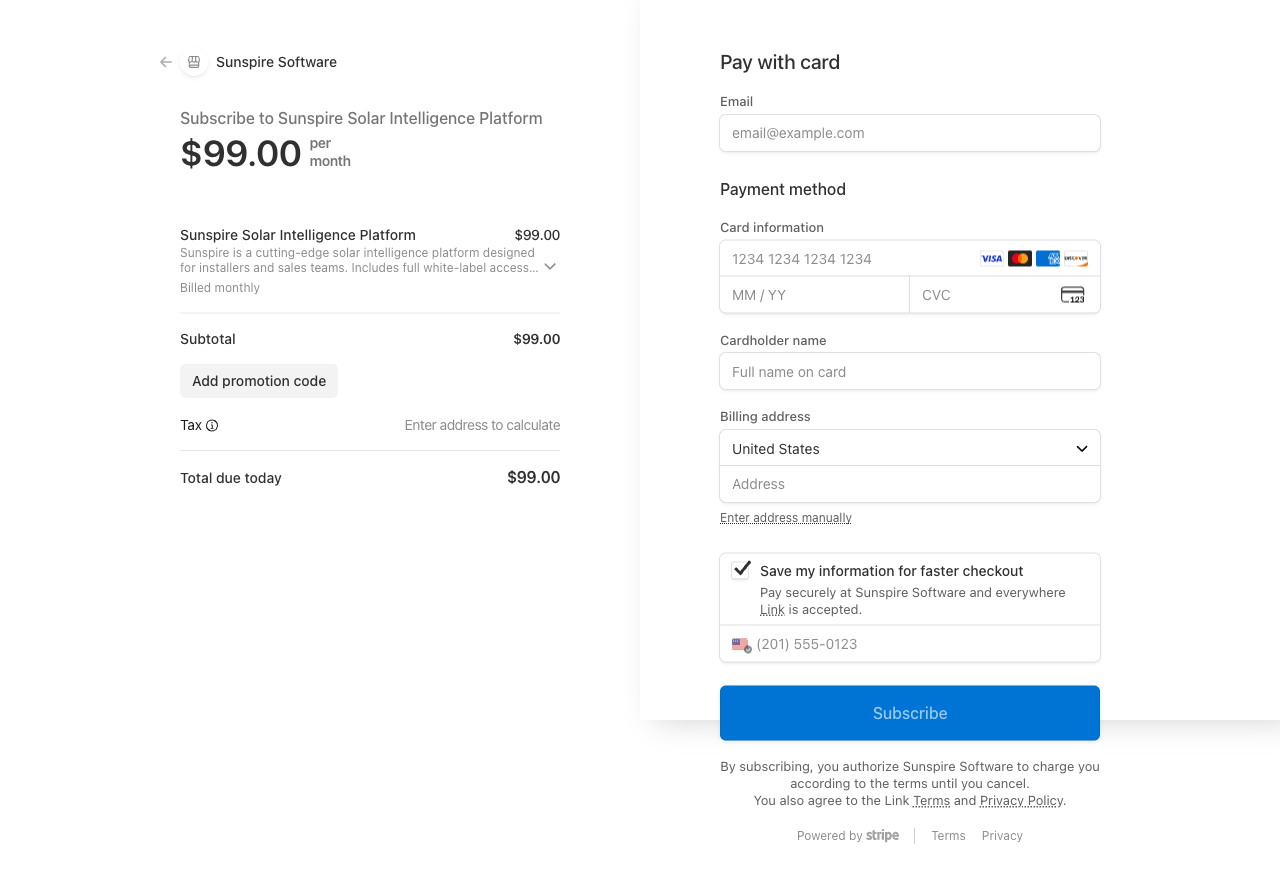 Sunspire Software
Subscribe to Sunspire Solar Intelligence Platform
$99.00 per
month
Sunspire Solar Intelligence Platform $99.00
Sunspire is a cutting-edge solar intelligence platform designed
for installers and sales teams. Includes full white-label access...
Billed monthly
Subtotal $99.00
Add promotion code
Tax Enter address to calculate
Total due today $99.00
Pay with card
Email
email@example.com
Payment method
Card information
1234 1234 1234 1234 VISA DISCOVER
MM / YY CVC 123
Cardholder name
Full name on card
Billing address
United States
Address
Enter address manually
Save my information for faster checkout
Pay securely at Sunspire Software and everywhere
Link is accepted.
(201) 555-0123
Subscribe
By subscribing, you authorize Sunspire Software to charge you
according to the terms until you cancel.
You also agree to the Link Terms and Privacy Policy.
Powered by stripe Terms Privacy